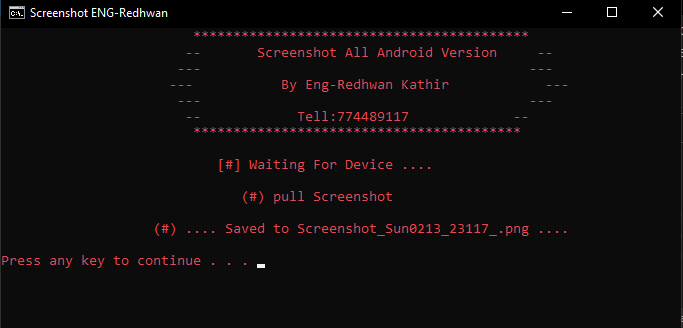 Screenshot ENG-Redhwan
******************************************
-- Screenshot All Android Version --
--- ---
--- By Eng-Redhwan Kathir ---
--- ---
-- Tell:774489117 --
*****************************************
[#] Waiting For Device ....
(#) pull Screenshot
(#) .... Saved to Screenshot_Sun0213_23117_.png ....
Press any key to continue . . .